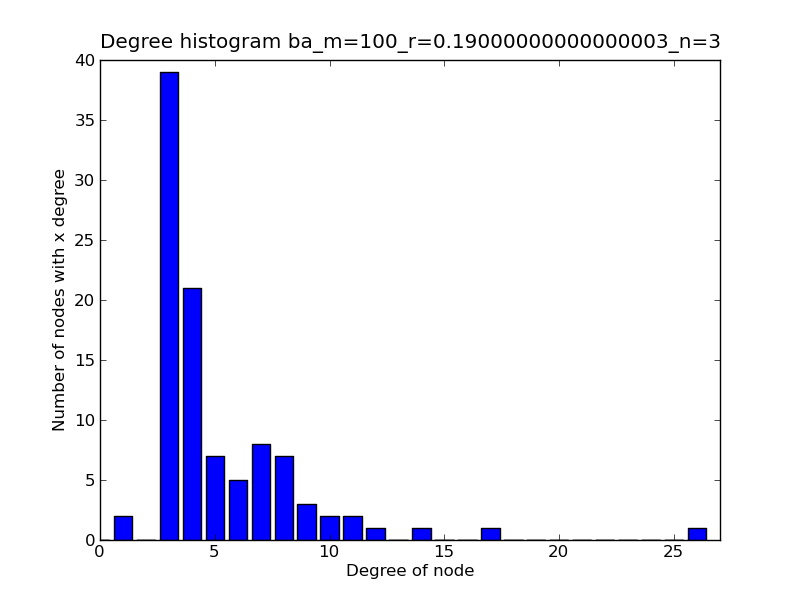 Degree histogram ba_m=100_r=0.19000000000000003_n=3
Number of nodes with x degree
40
35
30
25
20
15
10
5
0
0 5 10 15 20 25
Degree of node